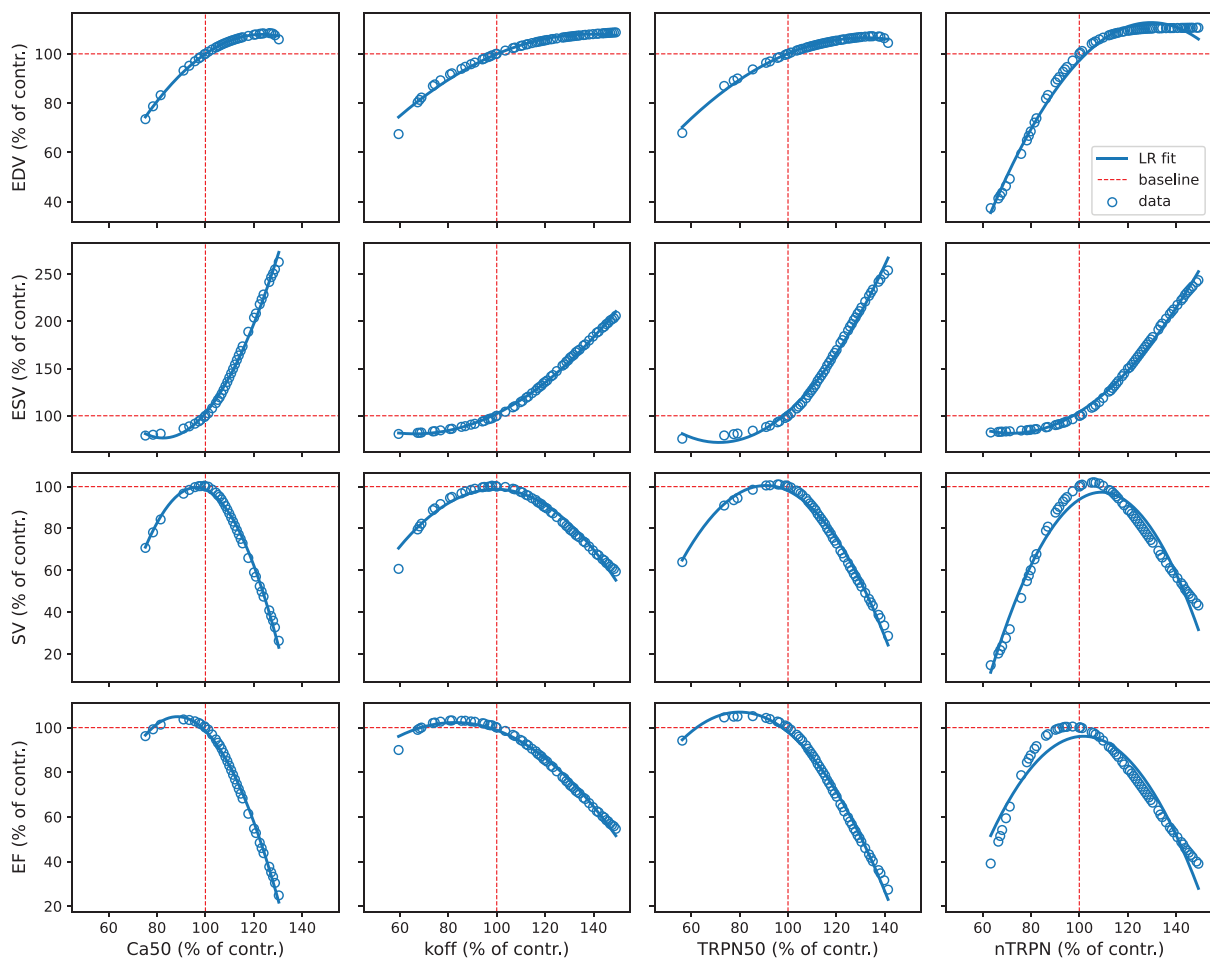 EDV (% of contr.)
100
80
60
40
LR fit
baseline
data
ESV (% of contr.)
250
200
150
100
SV (% of contr.)
100
80
60
40
20
EF (% of contr.)
100
80
60
40
20
60 80 100 120 140
60 80 100 120 140
60 80 100 120 140
60 80 100 120 140
Ca50 (% of contr.)
koff (% of contr.)
TRPN50 (% of contr.)
nTRPN (% of contr.)